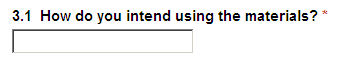 3.1 How do you intend using the materials? *